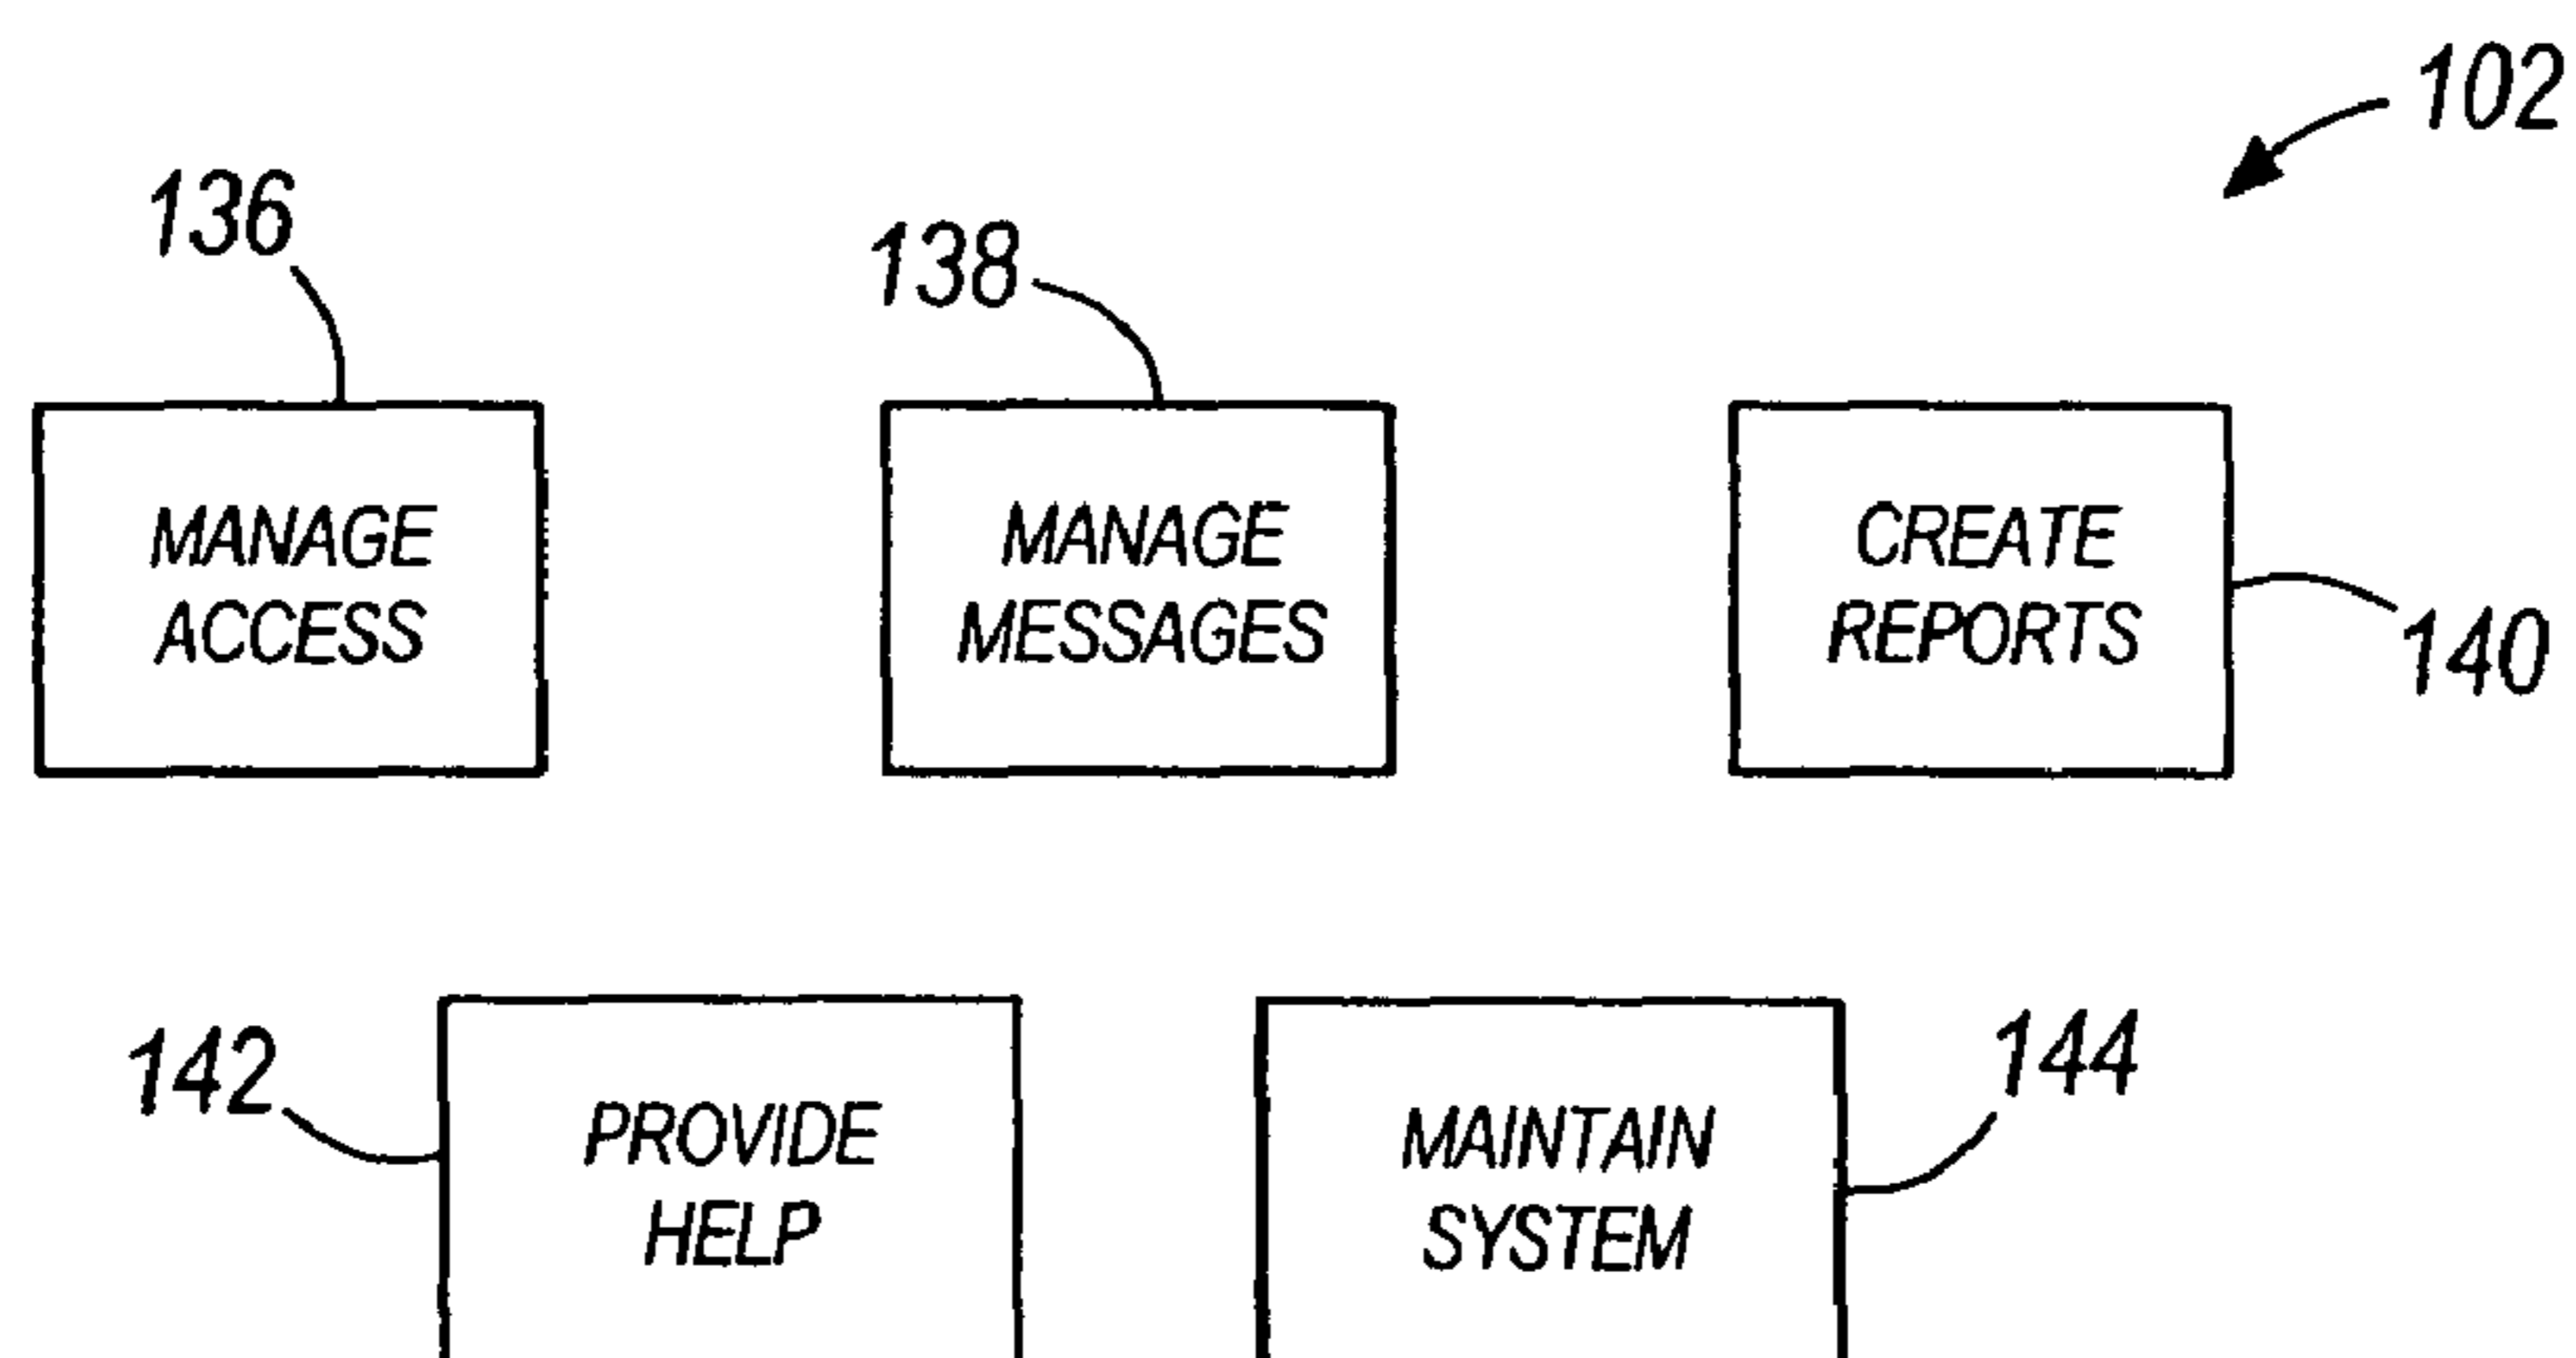 102
136
138
MANAGE
ACCESS
MANAGE
MESSAGES
CREATE
REPORTS
140
142
PROVIDE
HELP
MAINTAIN
SYSTEM
144